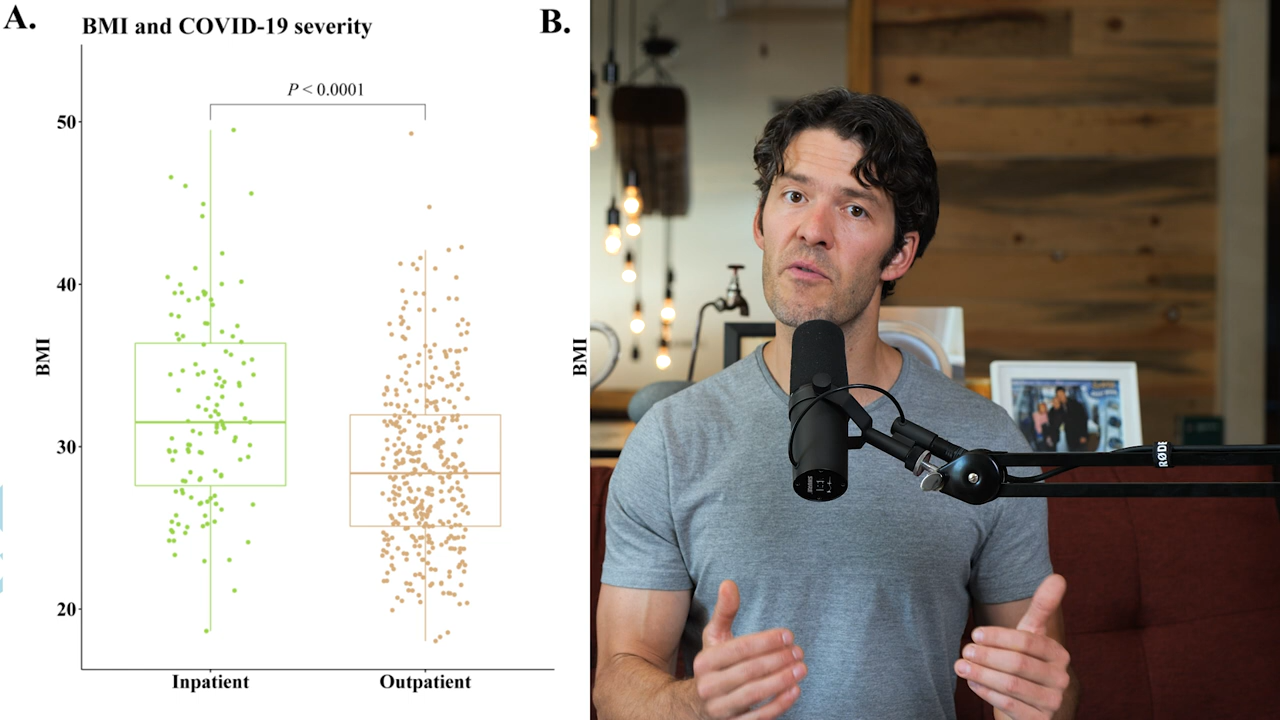 A.
BMI and COVID-19 severity
B.
P < 0.0001
50
40
30
20
BMI
BMI
Inpatient
Outpatient
RØDE